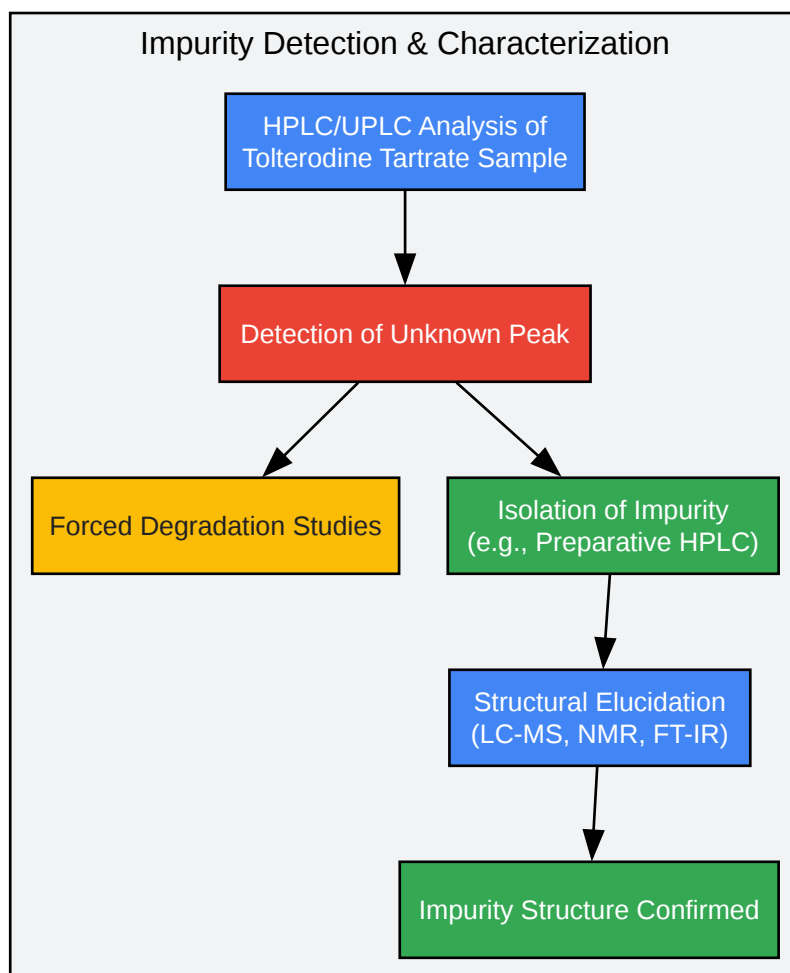 Impurity Detection & Characterization
HPLC/UPLC Analysis of
Tolterodine Tartrate Sample
Detection of Unknown Peak
Forced Degradation Studies
Isolation of Impurity
(e.g., Preparative HPLC)
Structural Elucidation
(LC-MS, NMR, FT-IR)
Impurity Structure Confirmed